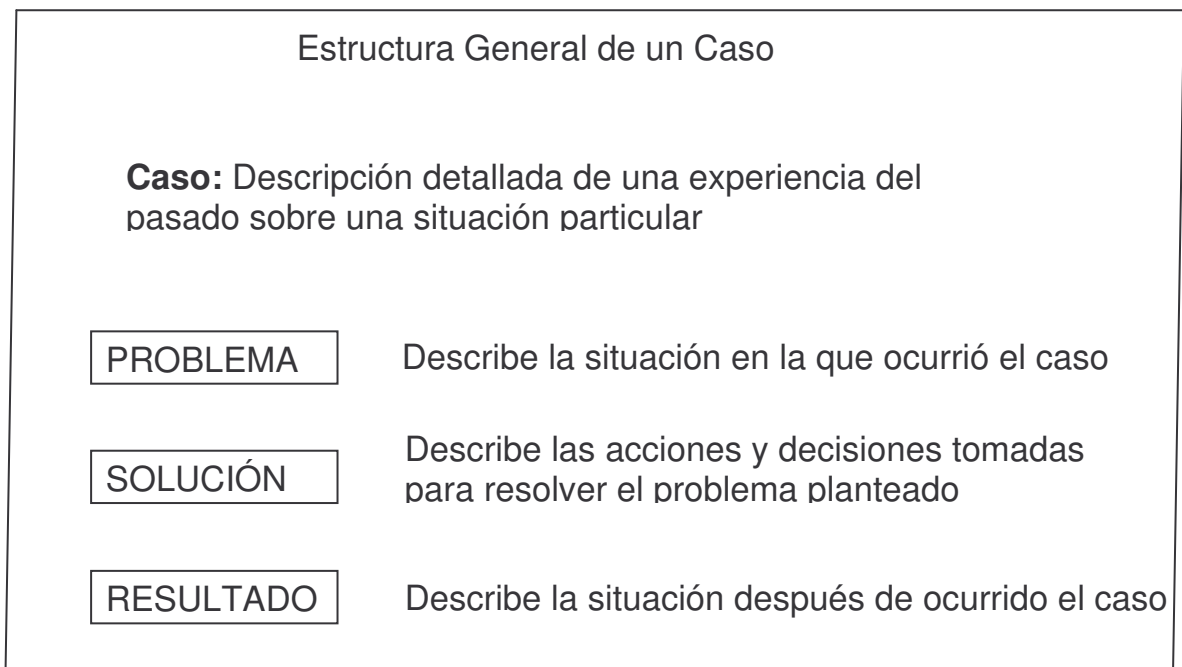 Estructura General de un Caso
Caso: Descripción detallada de una experiencia del
pasado sobre una situación particular
PROBLEMA
Describe la situación en la que ocurrió el caso
SOLUCIÓN
Describe las acciones y decisiones tomadas
para resolver el problema planteado
RESULTADO
Describe la situación después de ocurrido el caso